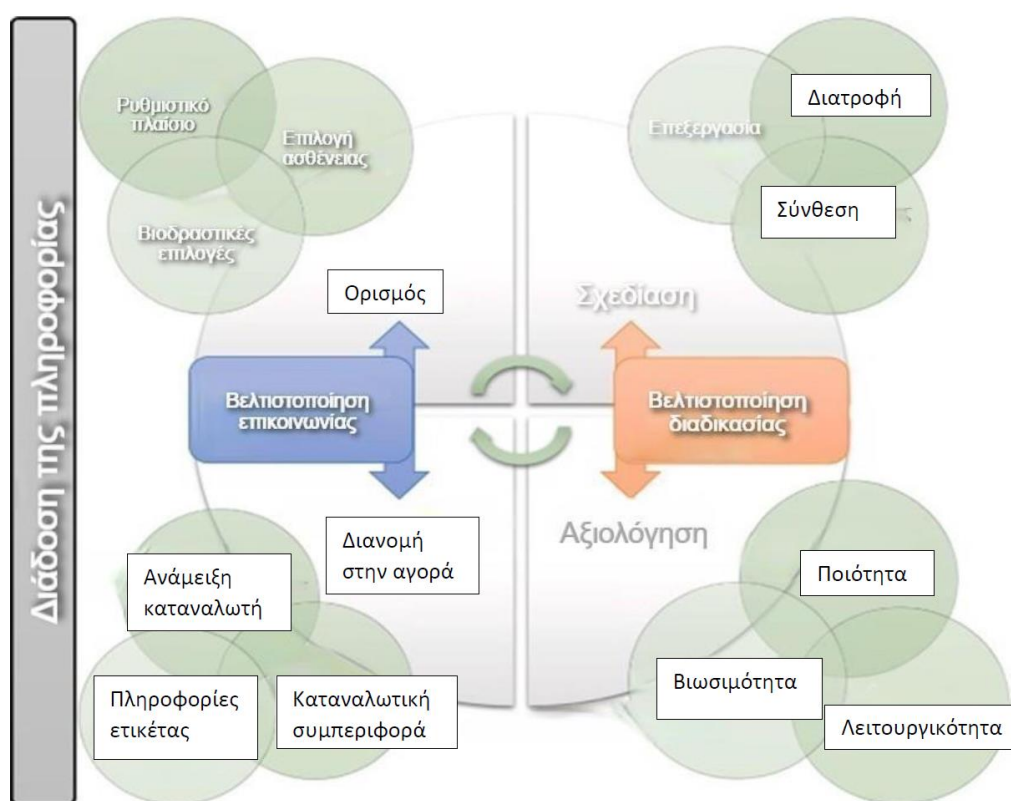 Διάδοση της πληροφορίας
Ρυθμιστικό
πλαίσιο
Επιλογή
ασθένειας
Βιοδραστικές
επιλογές
Επεξεργασία
Διατροφή
Σύνθεση
Ορισμός
Σχεδίαση
Βελτιστοποίηση
επικοινωνίας
Βελτιστοποίηση
διαδικασίας
Διανομή
στην αγορά
Αξιολόγηση
Ανάμειξη
καταναλωτή
Πληροφορίες
ετικέτας
Καταναλωτική
συμπεριφορά
Ποιότητα
Βιωσιμότητα
Λειτουργικότητα